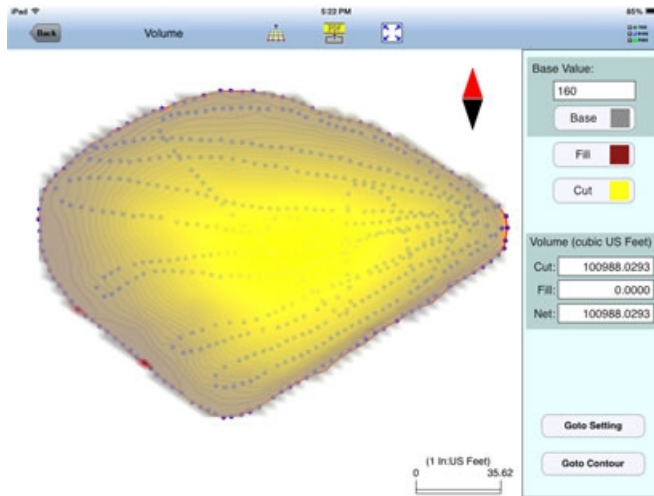 iPad
5:22 PM
85%
Back
Volume
PDF
Base Value:
160
Base
Fill
Cut
Volume (cubic US Feet)
Cut: 100988.0293
Fill: 0.0000
Net: 100988.0293
(1 In:US Feet)
0 35.62
Goto Setting
Goto Contour